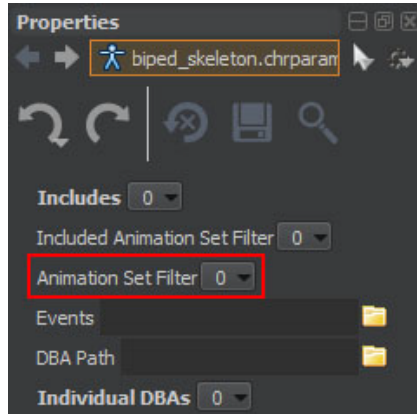 Properties
biped_skeleton.chrparam
Includes 0
Included Animation Set Filter 0
Animation Set Filter 0
Events
DBA Path
Individual DBAs 0